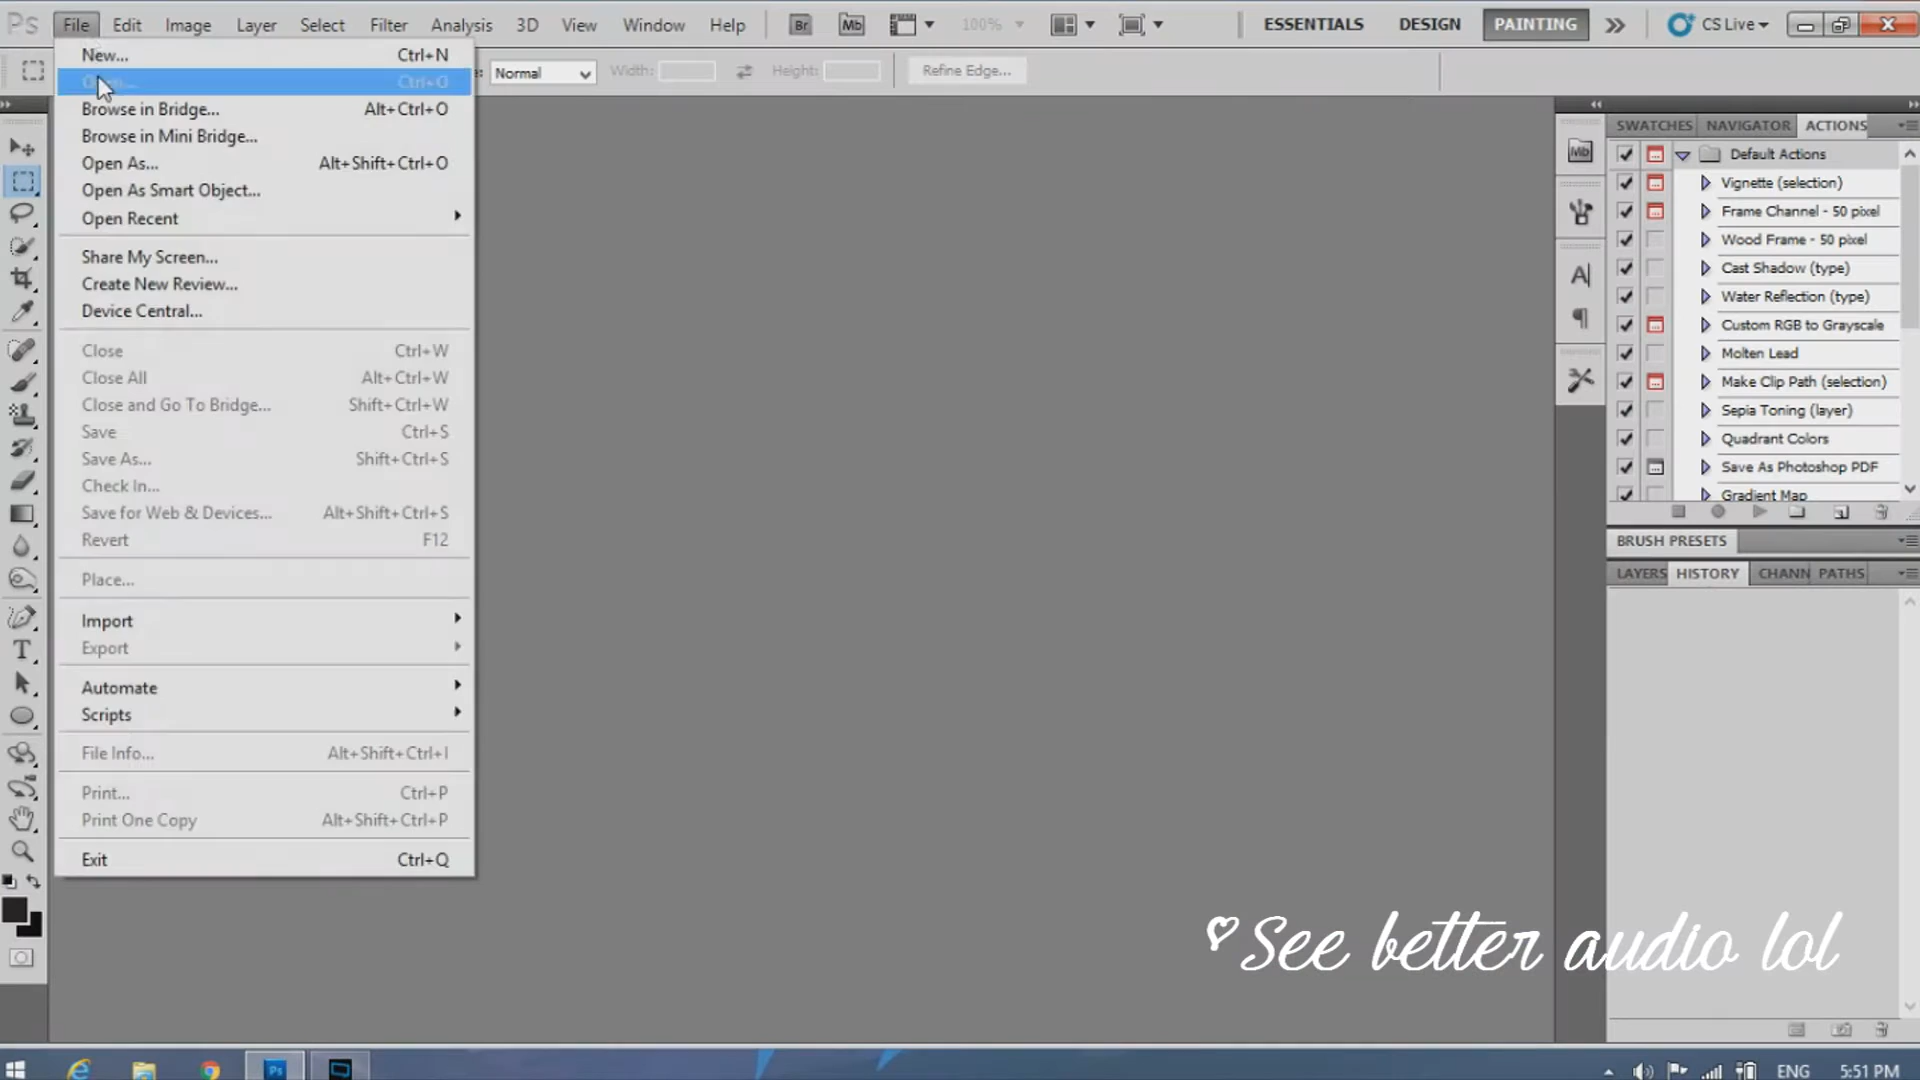 Ps File Edit Image Layer Select Filter Analysis 3D View Window Help Br Mb 100% ESSENTIALS DESIGN PAINTING CS Live
Normal Width: Height: Refine Edge...
New... Ctrl+N
Open... Ctrl+O
Browse in Bridge... Alt+Ctrl+O
Browse in Mini Bridge...
Open As... Alt+Shift+Ctrl+O
Open As Smart Object...
Open Recent
Share My Screen...
Create New Review...
Device Central...
Close Ctrl+W
Close All Alt+Ctrl+W
Close and Go To Bridge... Shift+Ctrl+W
Save Ctrl+S
Save As... Shift+Ctrl+S
Check In...
Save for Web & Devices... Alt+Shift+Ctrl+S
Revert F12
Place...
Import
Export
Automate
Scripts
File Info... Alt+Shift+Ctrl+I
Print... Ctrl+P
Print One Copy Alt+Shift+Ctrl+P
Exit Ctrl+Q
Mb
A
¶
T
SWATCHES NAVIGATOR ACTIONS
Default Actions
Vignette (selection)
Frame Channel - 50 pixel
Wood Frame - 50 pixel
Cast Shadow (type)
Water Reflection (type)
Custom RGB to Grayscale
Molten Lead
Make Clip Path (selection)
Sepia Toning (layer)
Quadrant Colors
Save As Photoshop PDF
Gradient Map
BRUSH PRESETS
LAYERS HISTORY CHANN PATHS
See better audio lol
Ps ENG 5:51 PM